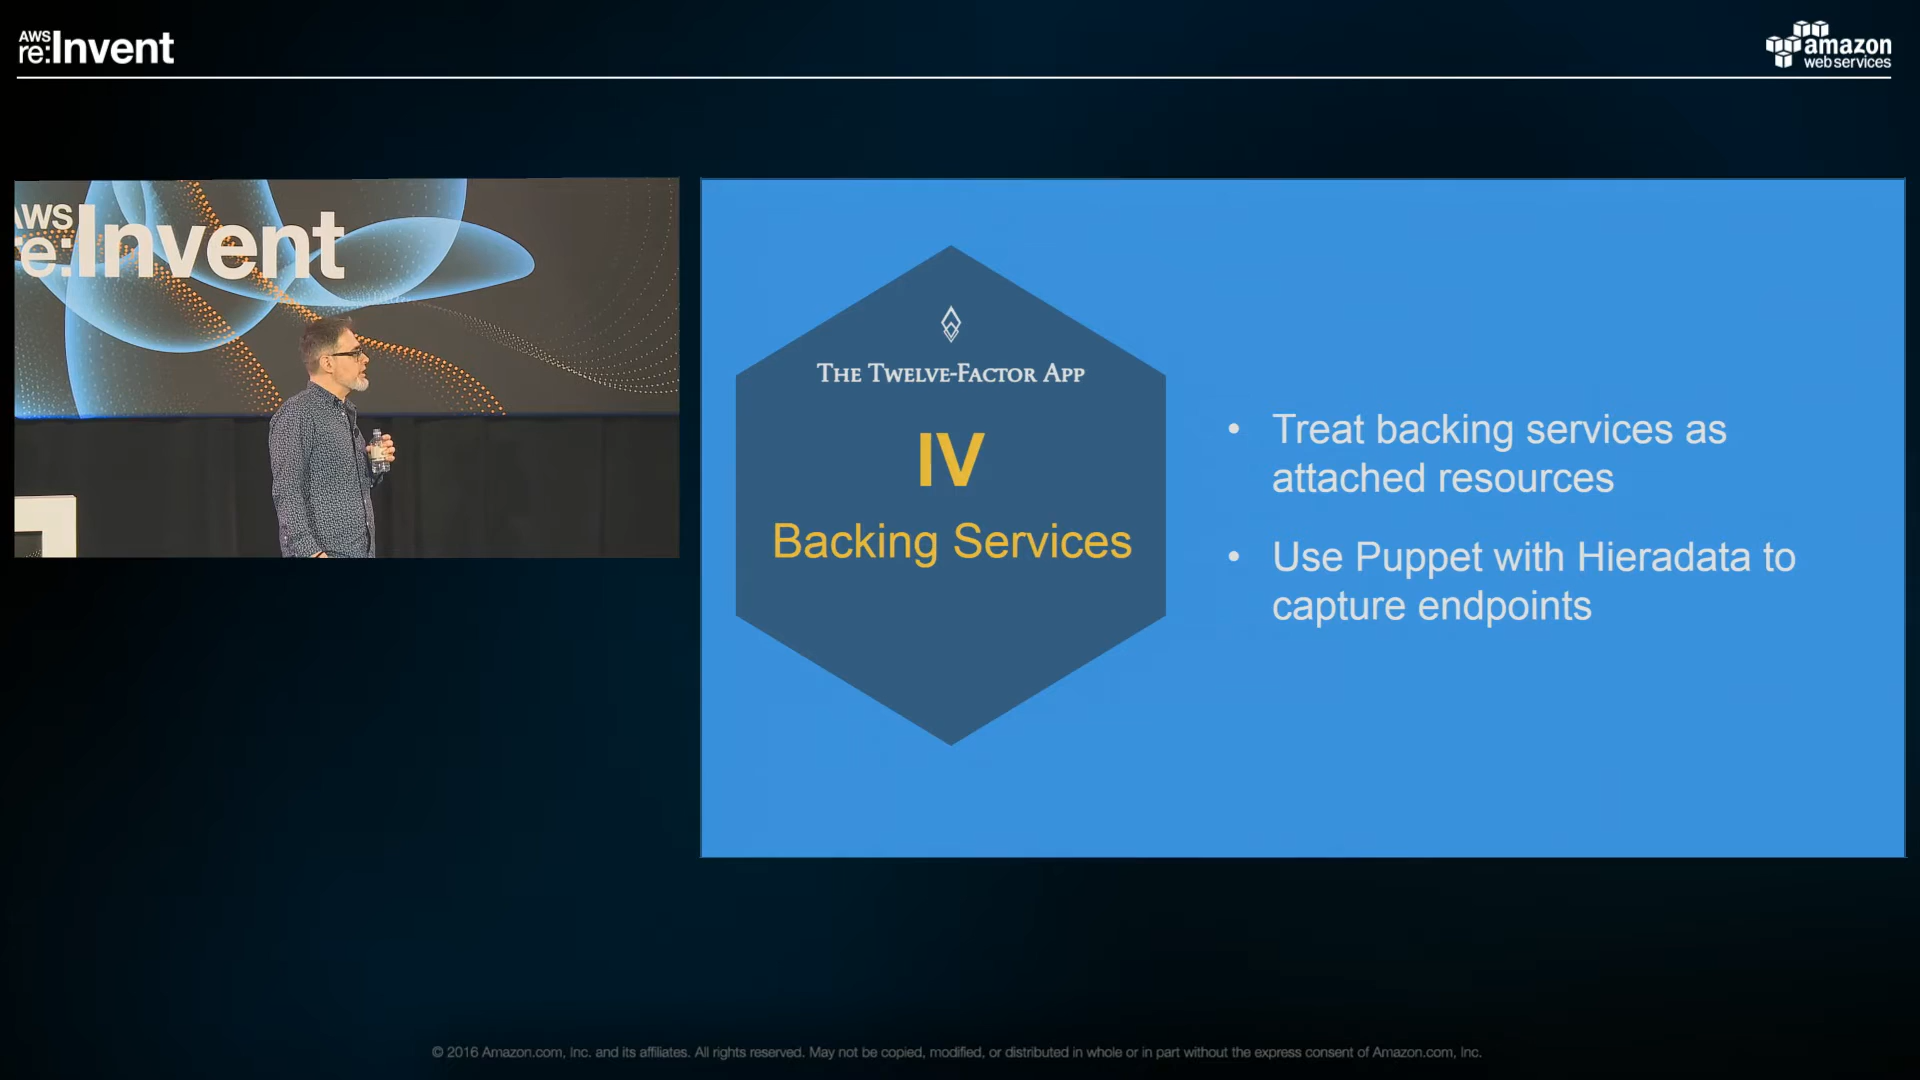 AWS
re:Invent
amazon
webservices
AWS
re:Invent
THE TWELVE-FACTOR APP
IV
Backing Services
• Treat backing services as
attached resources
• Use Puppet with Hieradata to
capture endpoints
© 2016 Amazon.com, Inc. and its affiliates. All rights reserved. May not be copied, modified, or distributed in whole or in part without the express consent of Amazon.com, Inc.